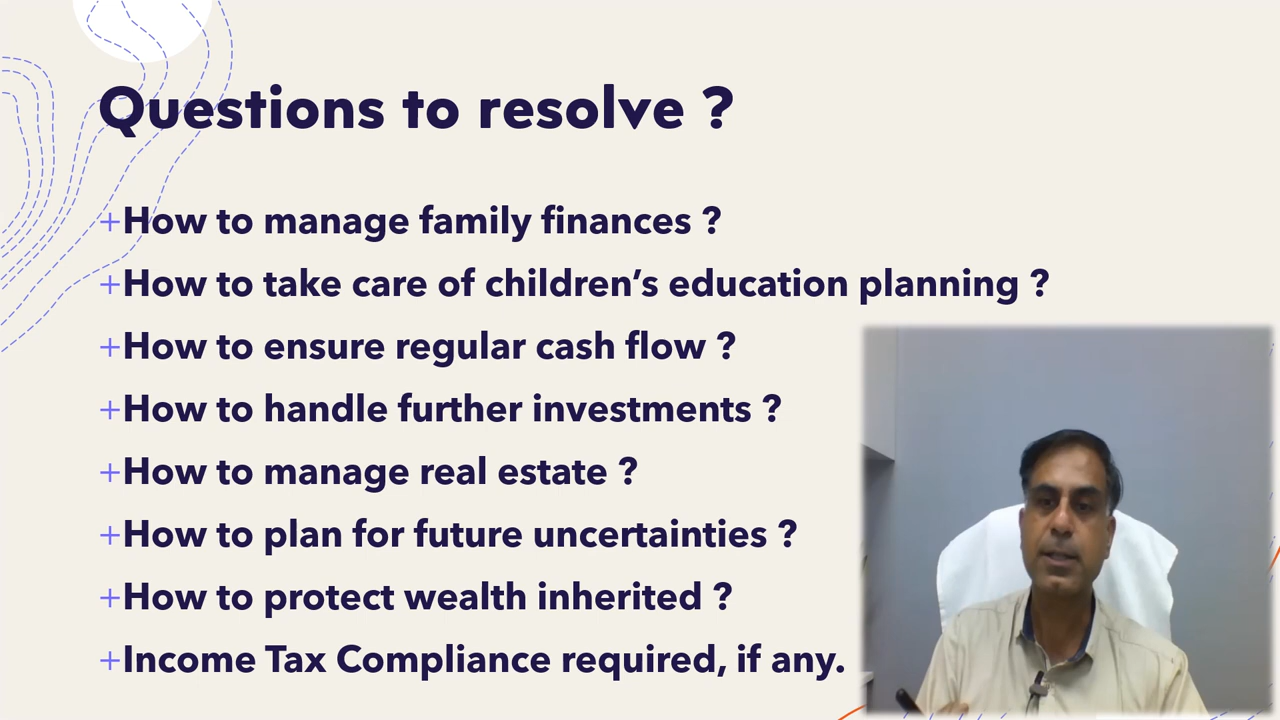 Questions to resolve ?
+How to manage family finances ?
+How to take care of children’s education planning ?
+How to ensure regular cash flow ?
+How to handle further investments ?
+How to manage real estate ?
+How to plan for future uncertainties ?
+How to protect wealth inherited ?
+Income Tax Compliance required, if any.